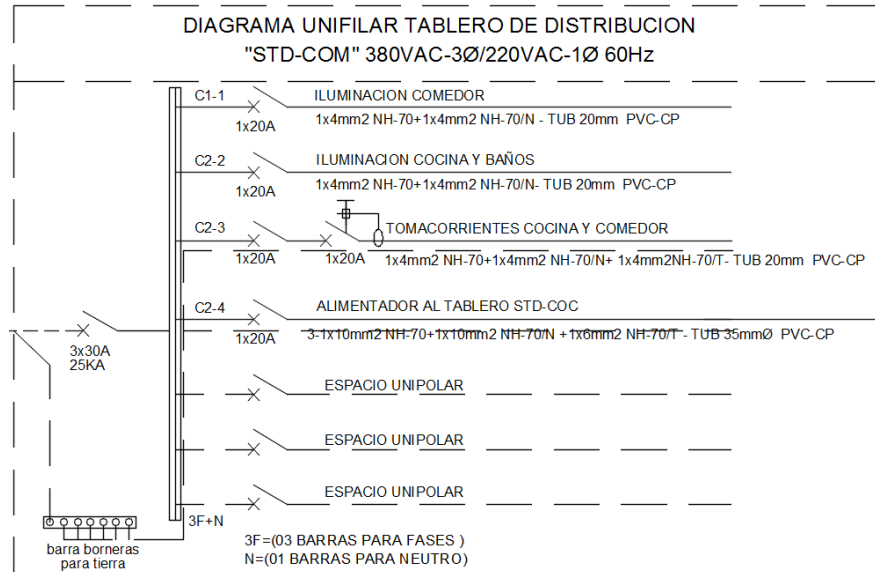 DIAGRAMA UNIFILAR TABLERO DE DISTRIBUCION
"STD-COM" 380VAC-3Ø/220VAC-1Ø 60Hz
C1-1
ILUMINACION COMEDOR
1x20A
1x4mm2 NH-70+1x4mm2 NH-70/N - TUB 20mm PVC-CP
C2-2
ILUMINACION COCINA Y BAÑOS
1x20A
1x4mm2 NH-70+1x4mm2 NH-70/N- TUB 20mm PVC-CP
C2-3
TOMACORRIENTES COCINA Y COMEDOR
1x20A
1x20A
1x4mm2 NH-70+1x4mm2 NH-70/N+ 1x4mm2NH-70/T- TUB 20mm PVC-CP
C2-4
ALIMENTADOR AL TABLERO STD-COC
1x20A
3-1x10mm2 NH-70+1x10mm2 NH-70/N +1x6mm2 NH-70/T - TUB 35mmØ PVC-CP
3x30A
25KA
ESPACIO UNIPOLAR
ESPACIO UNIPOLAR
ESPACIO UNIPOLAR
3F+N
barra borneras
para tierra
3F=(03 BARRAS PARA FASES )
N=(01 BARRAS PARA NEUTRO)